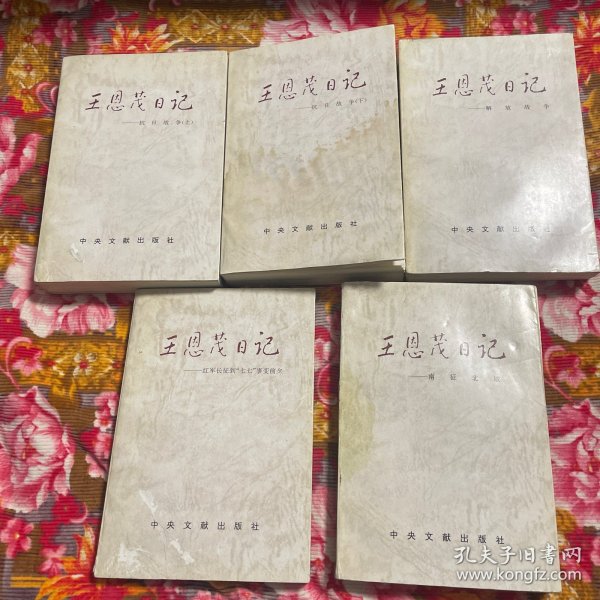 王恩茂日记
——抗日战争(上)
中央文献出版社
王恩茂日记
——抗日战争(下)
中央文献出版社
王恩茂日记
——解放战争
中央文献出版社
王恩茂日记
——红军长征到“七七”事变前夕
中央文献出版社
王恩茂日记
——南征北战
中央文献出版社
孔夫子旧书网
www.kongfz.com